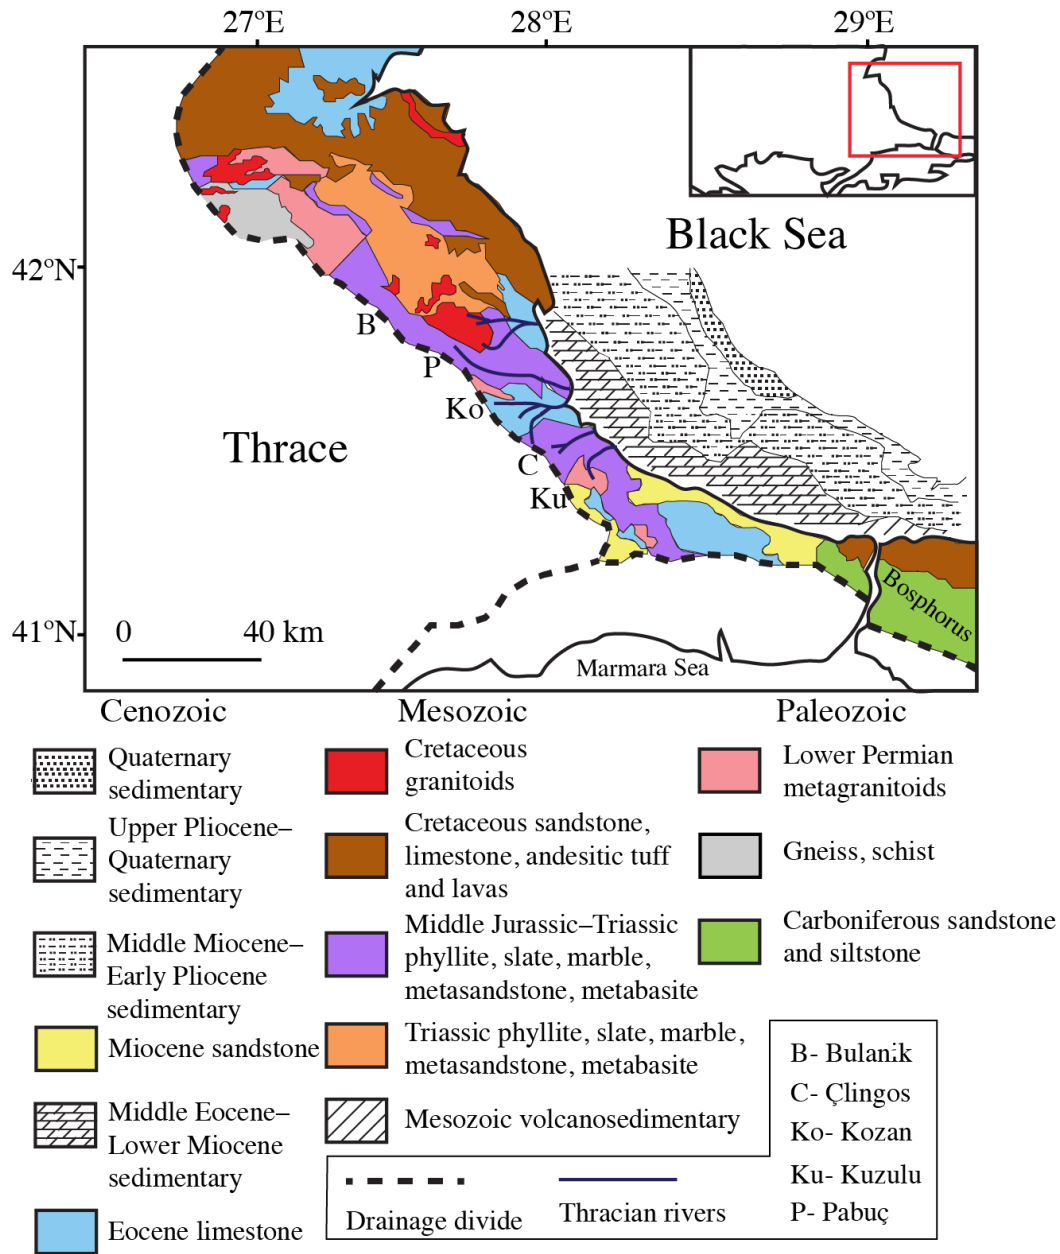 27ºE
28ºE
29ºE
Black Sea
42ºN
B
P
Ko
Thrace
C
Ku
Bosphorus
41ºN
0 40 km
Marmara Sea
Cenozoic
Quaternary
sedimentary
Upper Pliocene–
Quaternary
sedimentary
Middle Miocene–
Early Pliocene
sedimentary
Miocene sandstone
Middle Eocene–
Lower Miocene
sedimentary
Eocene limestone
Mesozoic
Cretaceous
granitoids
Cretaceous sandstone,
limestone, andesitic tuff
and lavas
Middle Jurassic–Triassic
phyllite, slate, marble,
metasandstone, metabasite
Triassic phyllite, slate, marble,
metasandstone, metabasite
Mesozoic volcanosedimentary
Paleozoic
Lower Permian
metagranitoids
Gneiss, schist
Carboniferous sandstone
and siltstone
Drainage divide
Thracian rivers
B- Bulanik
C- Çlingos
Ko- Kozan
Ku- Kuzulu
P- Pabuç